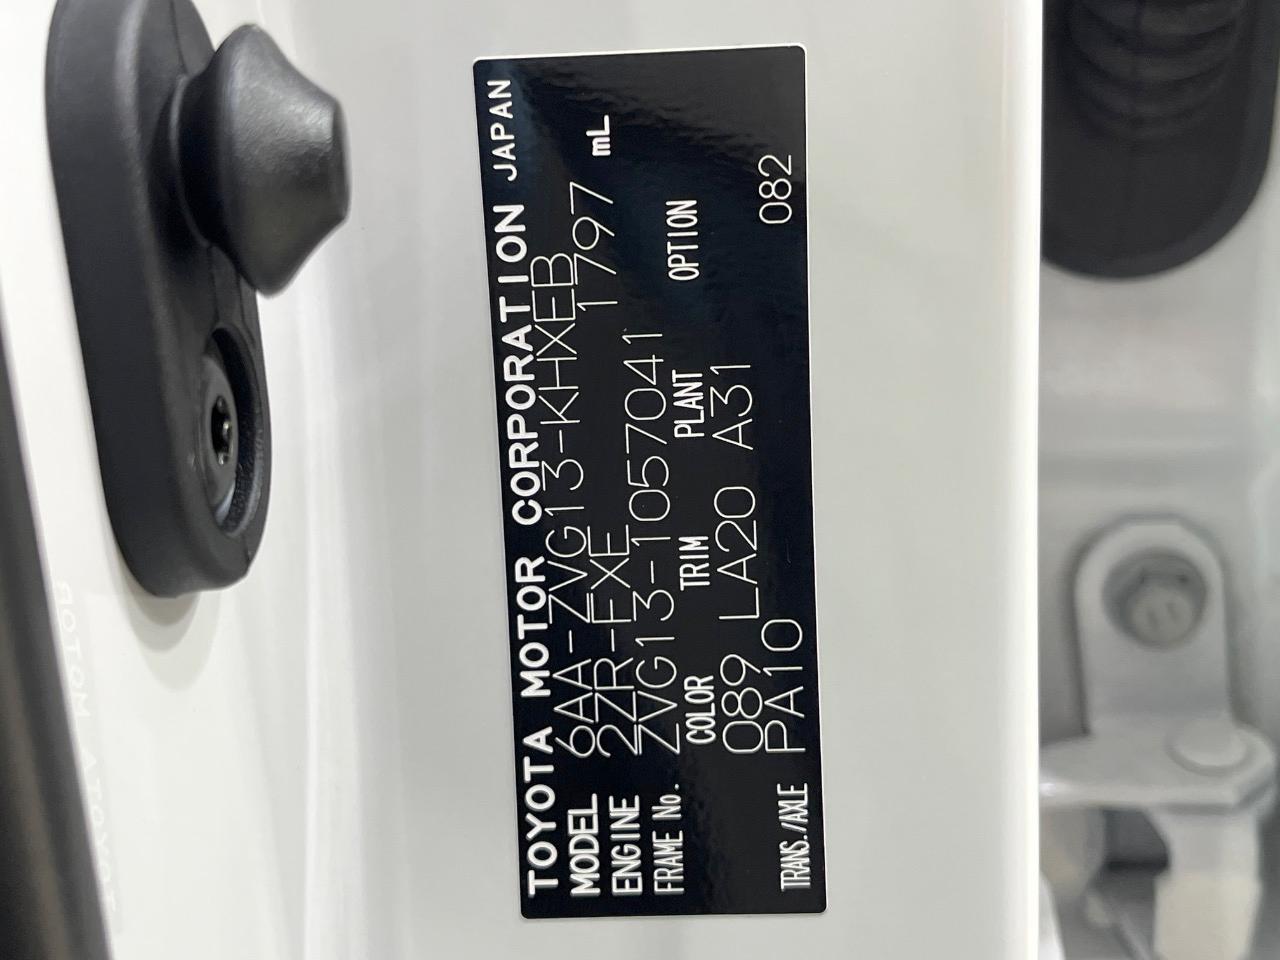 TOYOTA MOTOR CORPORATION JAPAN
MODEL 6AA-ZVG13-KHXEB
ENGINE 2ZR-FXE 1797 mL
FRAME No. ZVG13-1057041
COLOR TRIM PLANT OPTION
089 LA20 A31
TRANS./AXLE PA10 082